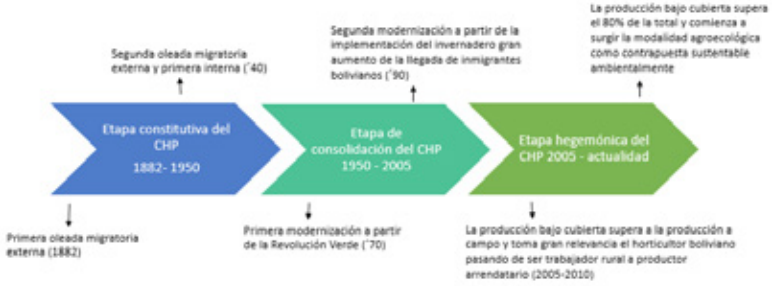 La producción bajo cubierta supera
el 80% de la total y comienza a
surgir la modalidad agroecológica
como contrapuesta sustentable
ambientalmente
Segunda modernización a partir de la
implementación del invernadero gran
aumento de la llegada de inmigrantes
bolivianos (´90)
Segunda oleada migratoria
externa y primera interna (´40)
Etapa constitutiva del
CHP
1882- 1950
Etapa de
consolidación del CHP
1950 - 2005
Etapa hegemónica del
CHP 2005 - actualidad
Primera oleada migratoria
externa (1882)
Primera modernización a partir
de la Revolución Verde (´70)
La producción bajo cubierta supera a la producción a
campo y toma gran relevancia el horticultor boliviano
pasando de ser trabajador rural a productor
arrendatario (2005-2010)